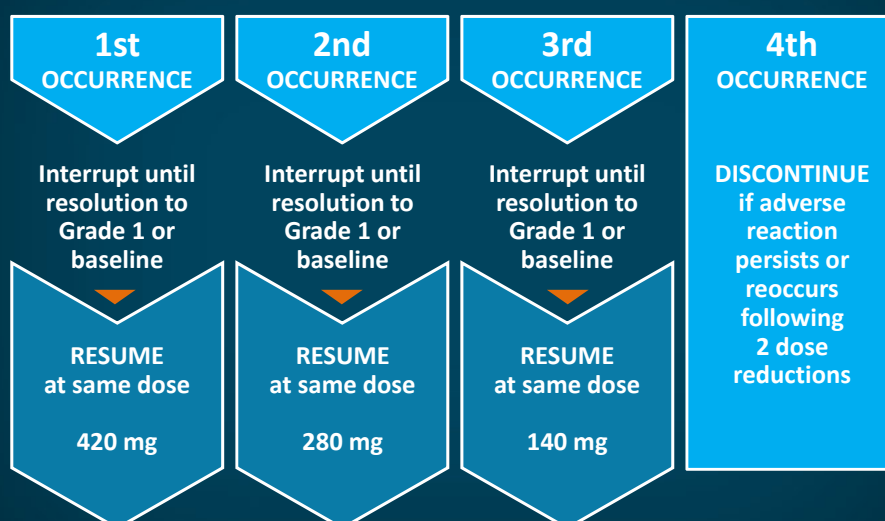 1st
OCCURRENCE
Interrupt until
resolution to
Grade 1 or
baseline
RESUME
at same dose
420 mg
2nd
OCCURRENCE
Interrupt until
resolution to
Grade 1 or
baseline
RESUME
at same dose
280 mg
3rd
OCCURRENCE
Interrupt until
resolution to
Grade 1 or
baseline
RESUME
at same dose
140 mg
4th
OCCURRENCE
DISCONTINUE
if adverse
reaction
persists or
reoccurs
following
2 dose
reductions